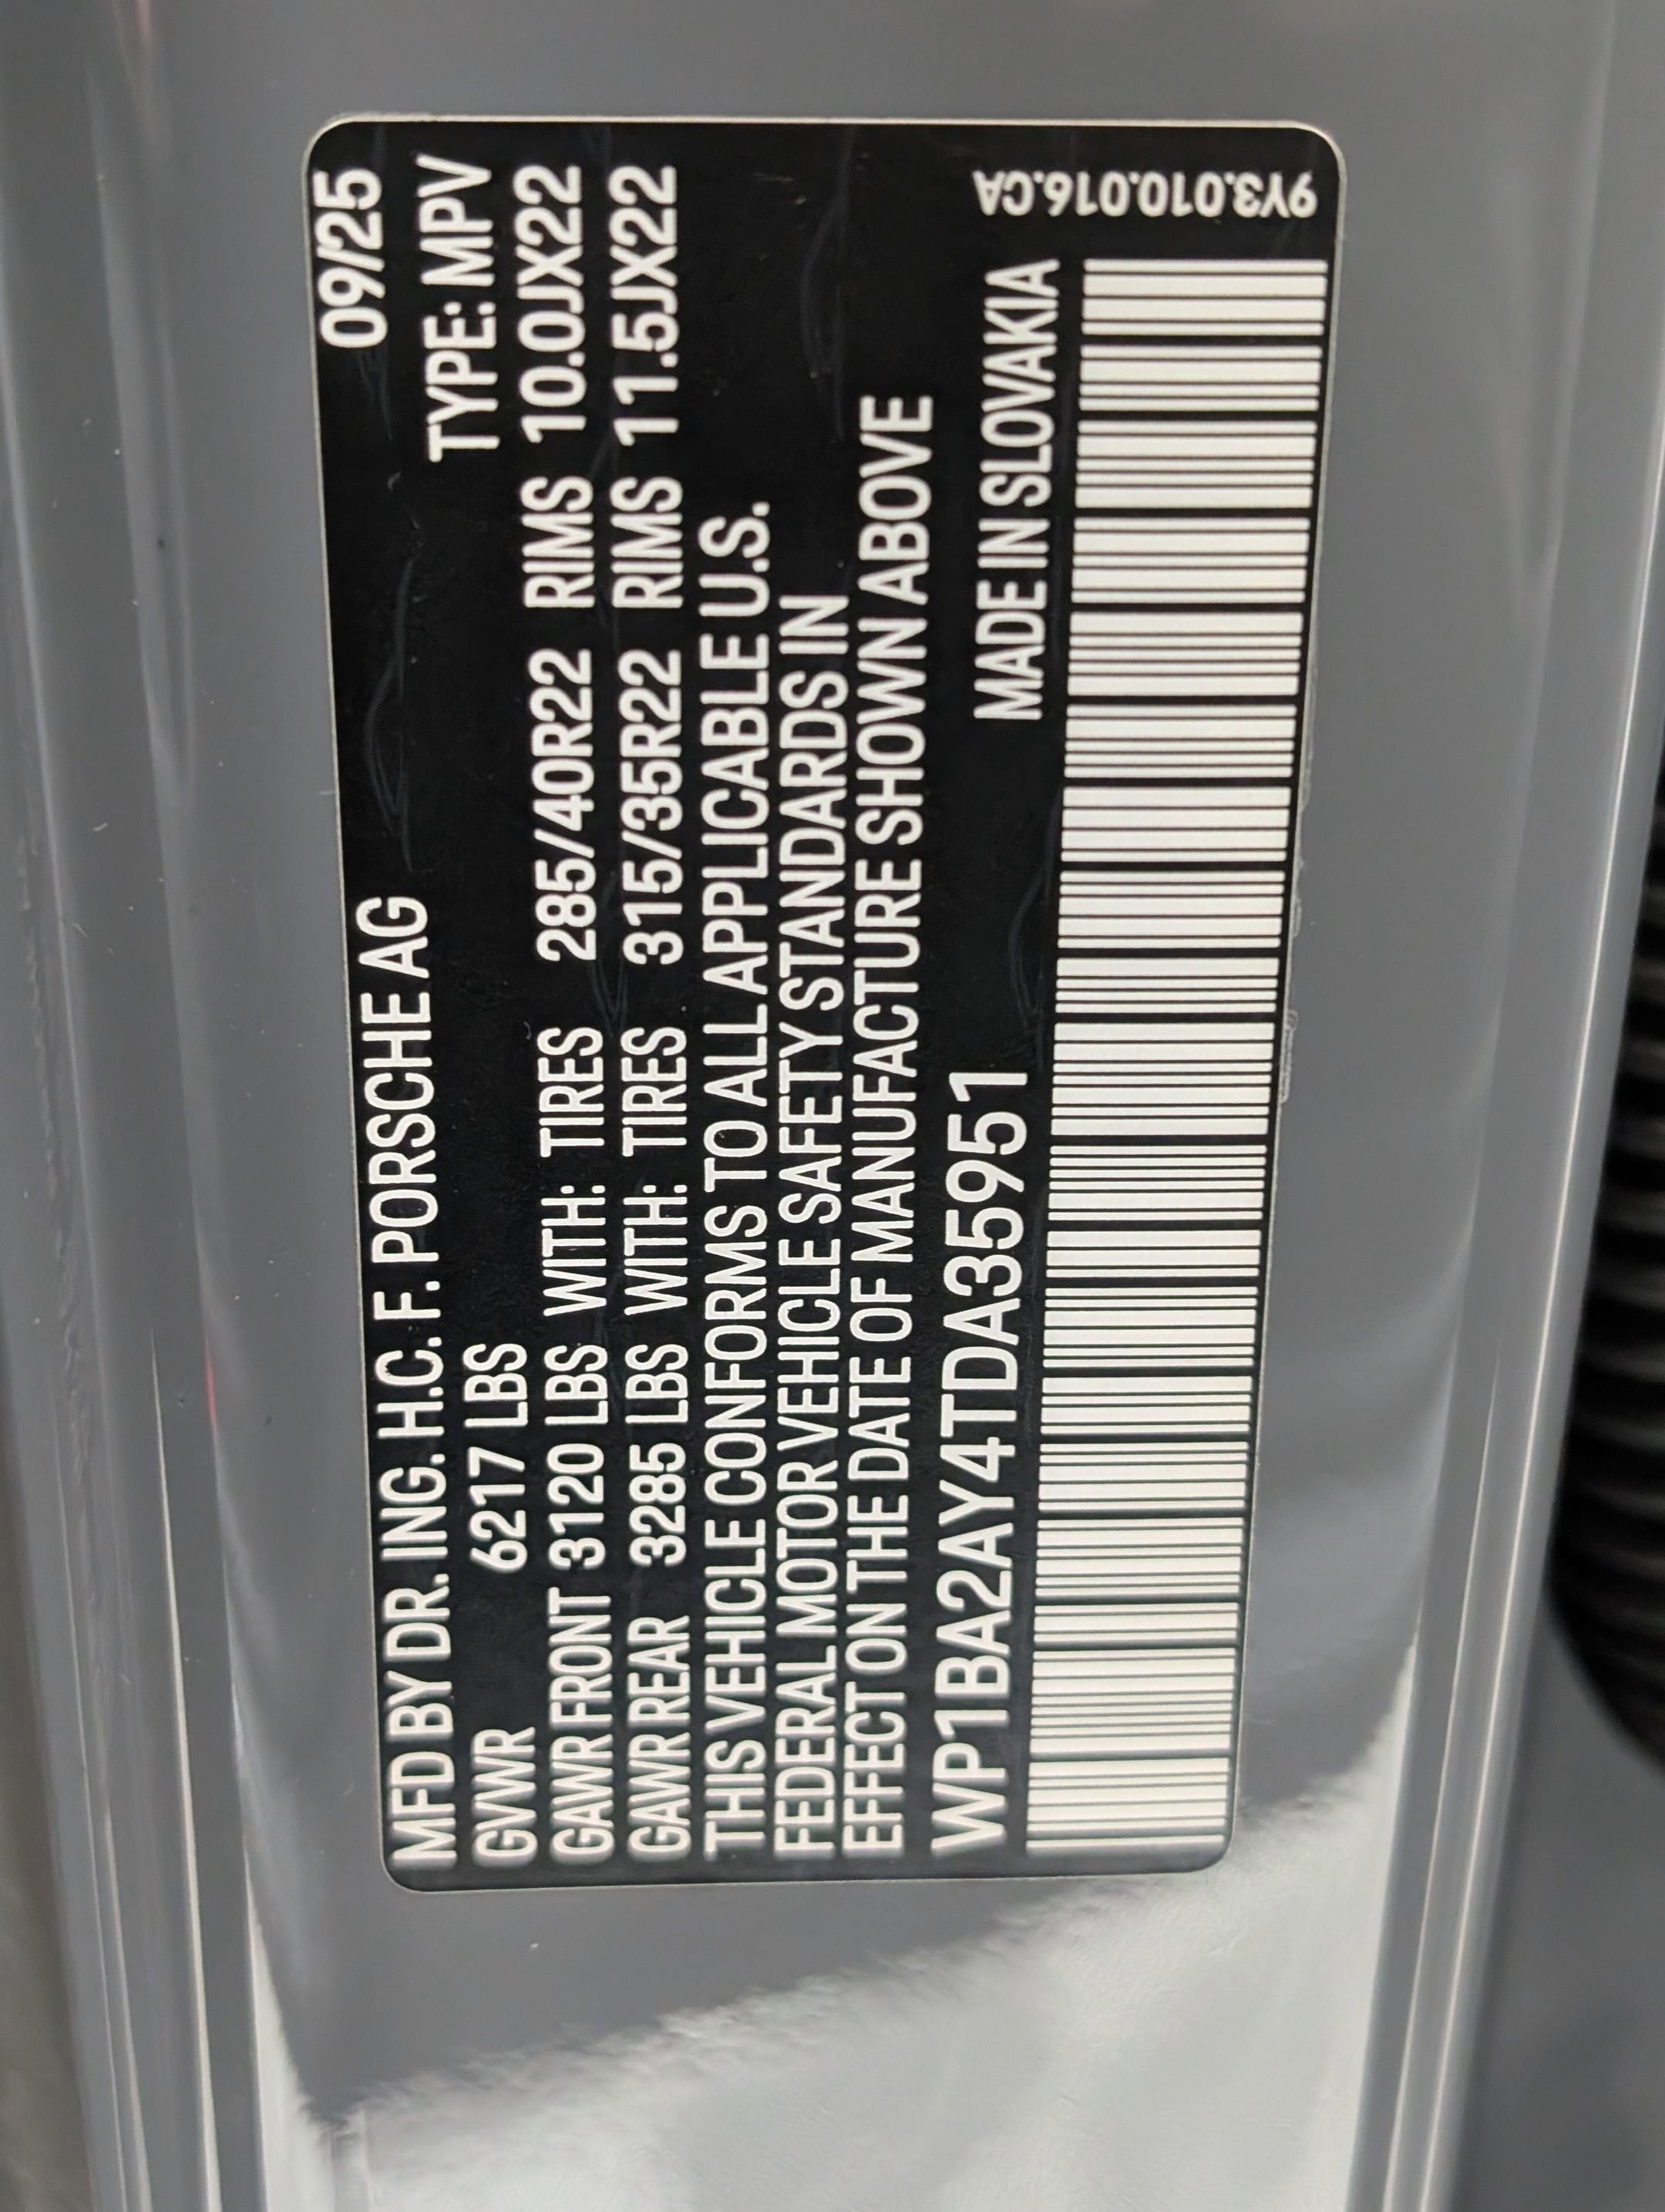 09/25
MFD BY DR. ING. H.C. F. PORSCHE AG
TYPE: MPV
GVWR 6217 LBS
GAWR FRONT 3120 LBS WITH: TIRES 285/40R22 RIMS 10.0JX22
GAWR REAR 3285 LBS WITH: TIRES 315/35R22 RIMS 11.5JX22
THIS VEHICLE CONFORMS TO ALL APPLICABLE U.S.
FEDERAL MOTOR VEHICLE SAFETY STANDARDS IN
EFFECT ON THE DATE OF MANUFACTURE SHOWN ABOVE
WP1BA2AY4TDA35951
MADE IN SLOVAKIA
9Y3.010.016.CA